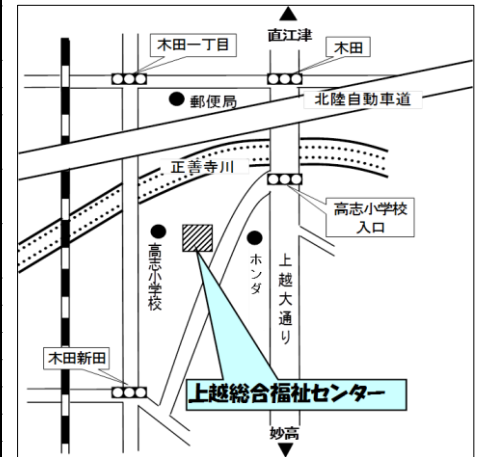 直江津
木田一丁目
木田
郵便局
北陸自動車道
正善寺川
高志小学校
入口
高志小学校
ホンダ
上越大通り
木田新田
上越総合福祉センター
妙高